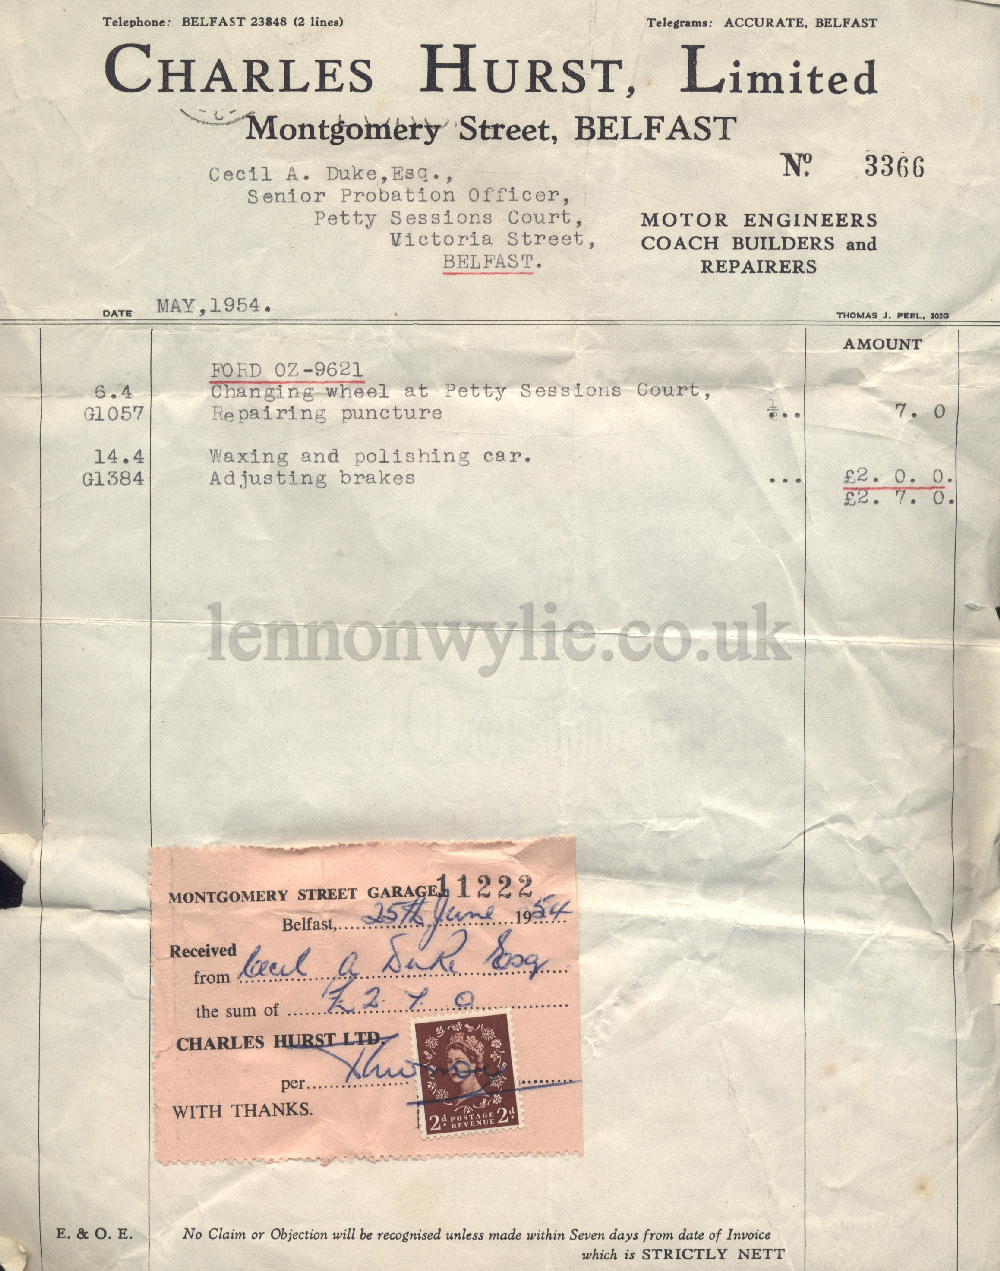 Telephone: BELFAST 23848 (2 lines)
Telegrams: ACCURATE, BELFAST
CHARLES HURST, Limited
Montgomery Street, BELFAST
No. 3366
Cecil A. Duke,Esq.,
Senior Probation Officer,
Petty Sessions Court,
Victoria Street,
BELFAST.
MOTOR ENGINEERS
COACH BUILDERS and
REPAIRERS
DATE MAY,1954.
THOMAS J. PEEL, 302G
AMOUNT
FORD OZ-9621
6.4 Changing wheel at Petty Sessions Court,
G1057 Repairing puncture ... 7. 0
14.4 Waxing and polishing car.
G1384 Adjusting brakes ... £2. 0. 0.
£2. 7. 0.
lennonwylie.co.uk
MONTGOMERY STREET GARAGE 11222
Belfast, 25th June 1954
Received
from Cecil A Duke Esq
the sum of £2 7 0
CHARLES HURST LTD.
per
WITH THANKS.
2d POSTAGE REVENUE 2d
E. & O. E.
No Claim or Objection will be recognised unless made within Seven days from date of Invoice
which is STRICTLY NETT